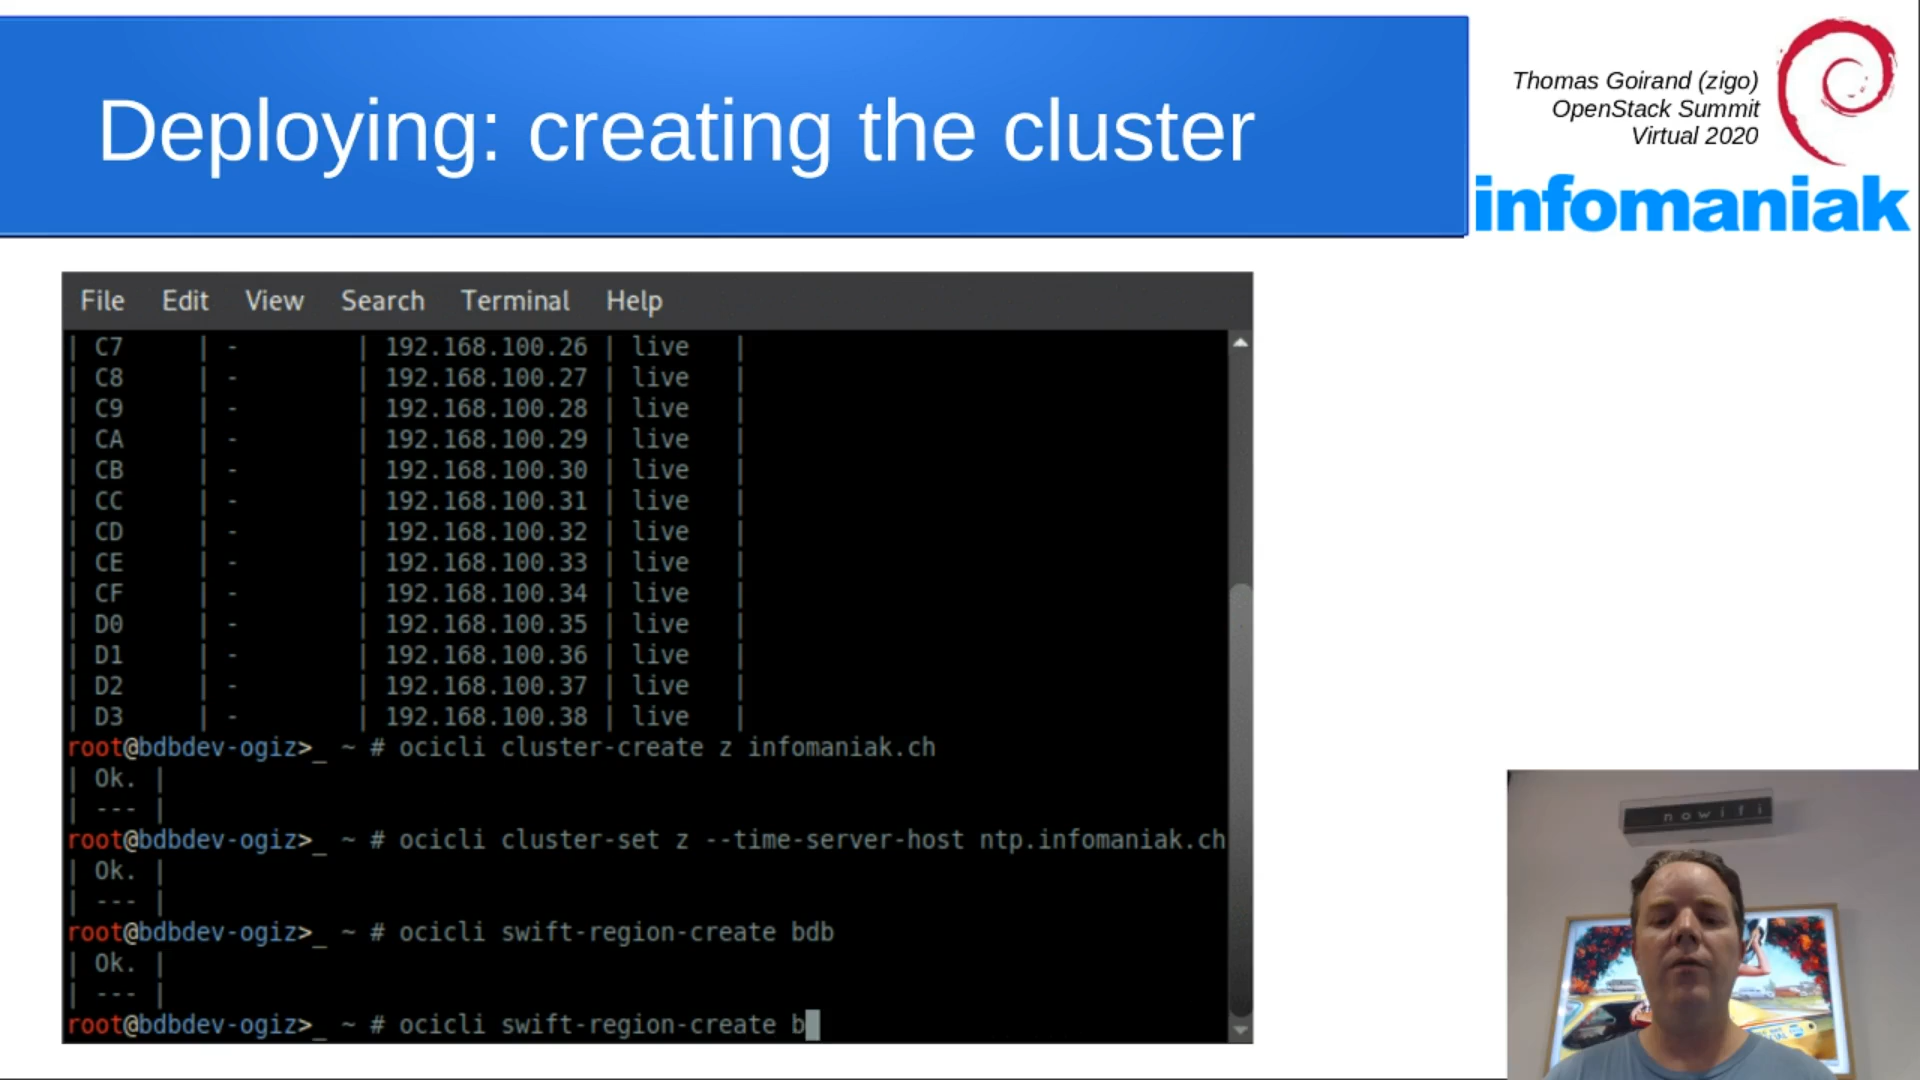 Deploying: creating the cluster
Thomas Goirand (zigo)
OpenStack Summit
Virtual 2020
infomaniak
File Edit View Search Terminal Help
| C7 | - | 192.168.100.26 | live |
| C8 | - | 192.168.100.27 | live |
| C9 | - | 192.168.100.28 | live |
| CA | - | 192.168.100.29 | live |
| CB | - | 192.168.100.30 | live |
| CC | - | 192.168.100.31 | live |
| CD | - | 192.168.100.32 | live |
| CE | - | 192.168.100.33 | live |
| CF | - | 192.168.100.34 | live |
| D0 | - | 192.168.100.35 | live |
| D1 | - | 192.168.100.36 | live |
| D2 | - | 192.168.100.37 | live |
| D3 | - | 192.168.100.38 | live |
root@bdbdev-ogiz>_ ~ # ocicli cluster-create z infomaniak.ch
| Ok. |
| --- |
root@bdbdev-ogiz>_ ~ # ocicli cluster-set z --time-server-host ntp.infomaniak.ch
| Ok. |
| --- |
root@bdbdev-ogiz>_ ~ # ocicli swift-region-create bdb
| Ok. |
| --- |
root@bdbdev-ogiz>_ ~ # ocicli swift-region-create b
nowifi